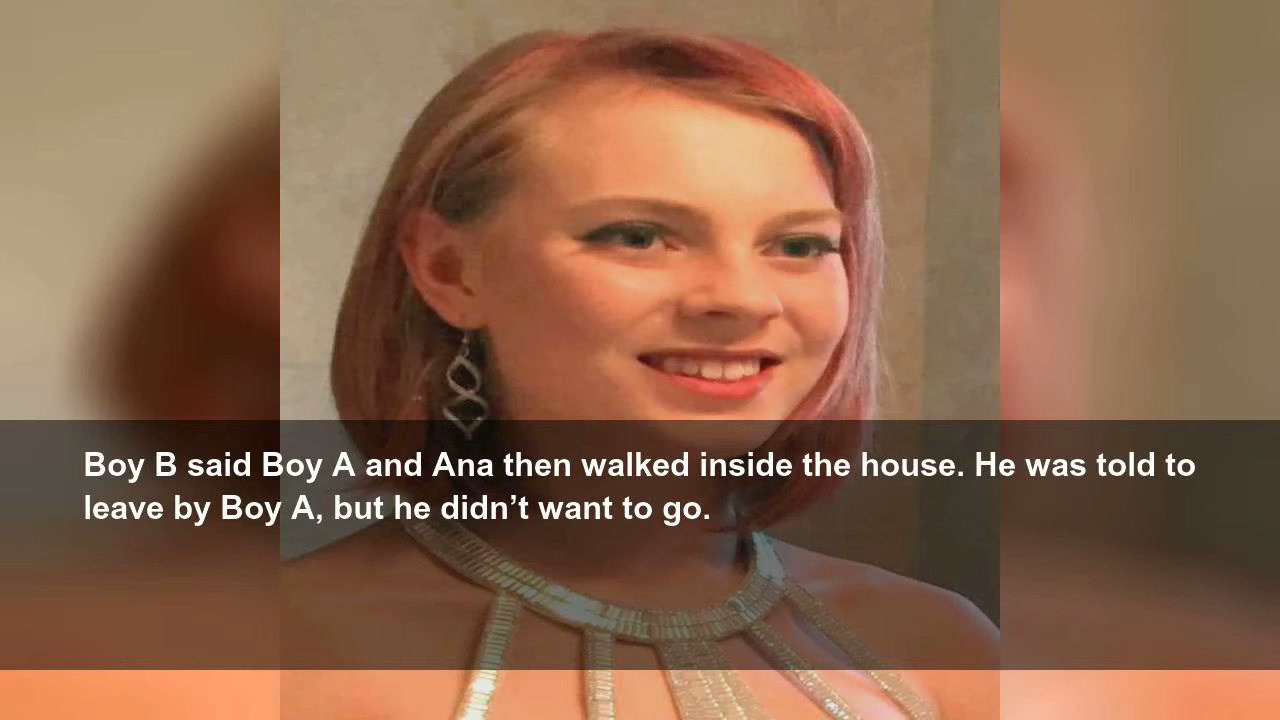 Boy B said Boy A and Ana then walked inside the house. He was told to
leave by Boy A, but he didn’t want to go.